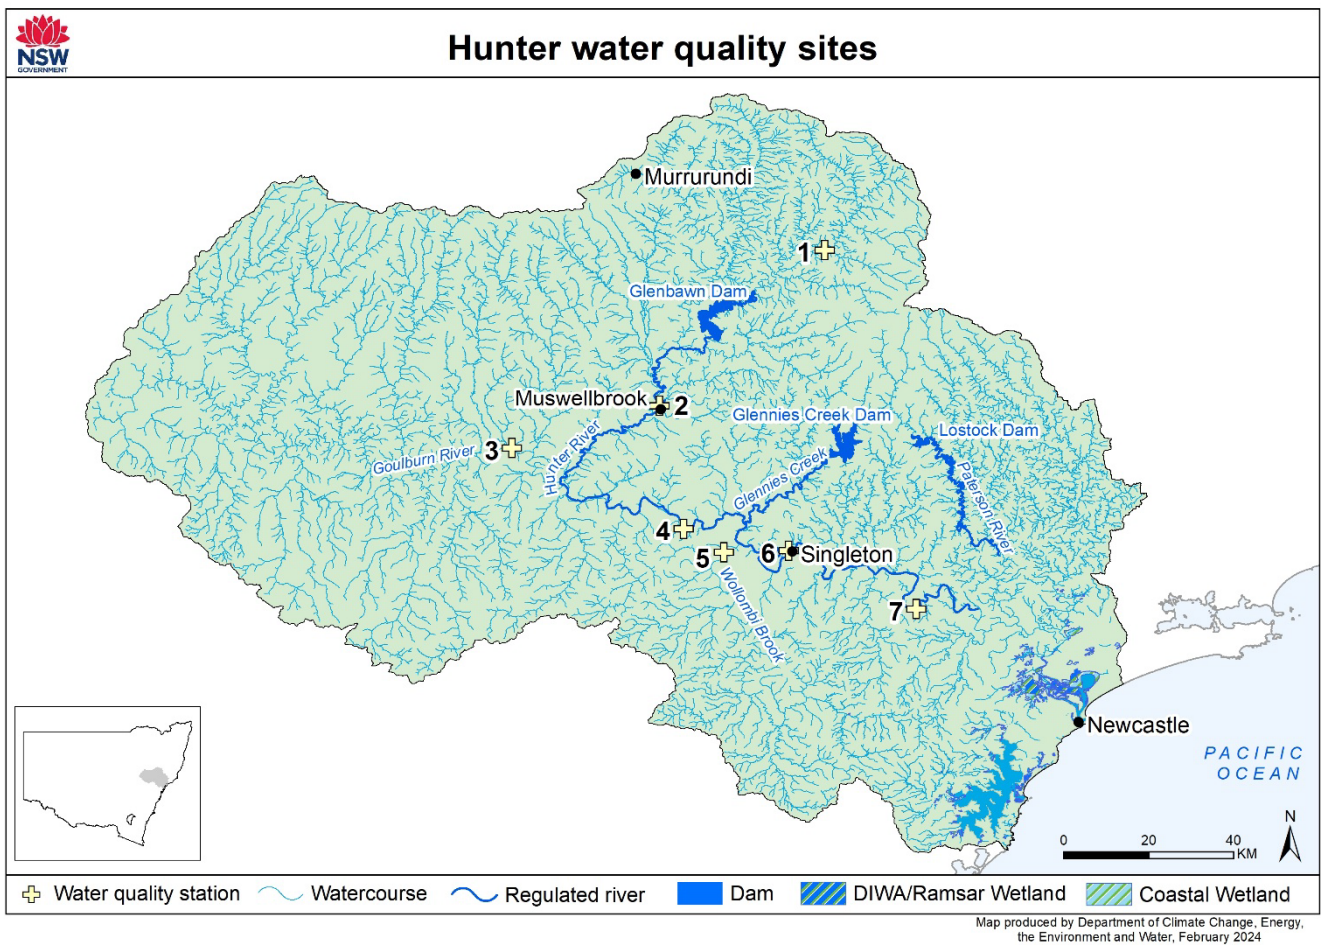 NSW
GOVERNMENT
Hunter water quality sites
Murrurundi
1
Glenbawn Dam
Muswellbrook
2
Glennies Creek Dam
Lostock Dam
3
Goulburn River
Hunter River
Glennies Creek
Paterson River
4
5
6
Singleton
Wollombi Brook
7
Newcastle
PACIFIC
OCEAN
N
0 20 40
KM
Water quality station
Watercourse
Regulated river
Dam
DIWA/Ramsar Wetland
Coastal Wetland
Map produced by Department of Climate Change, Energy,
the Environment and Water, February 2024